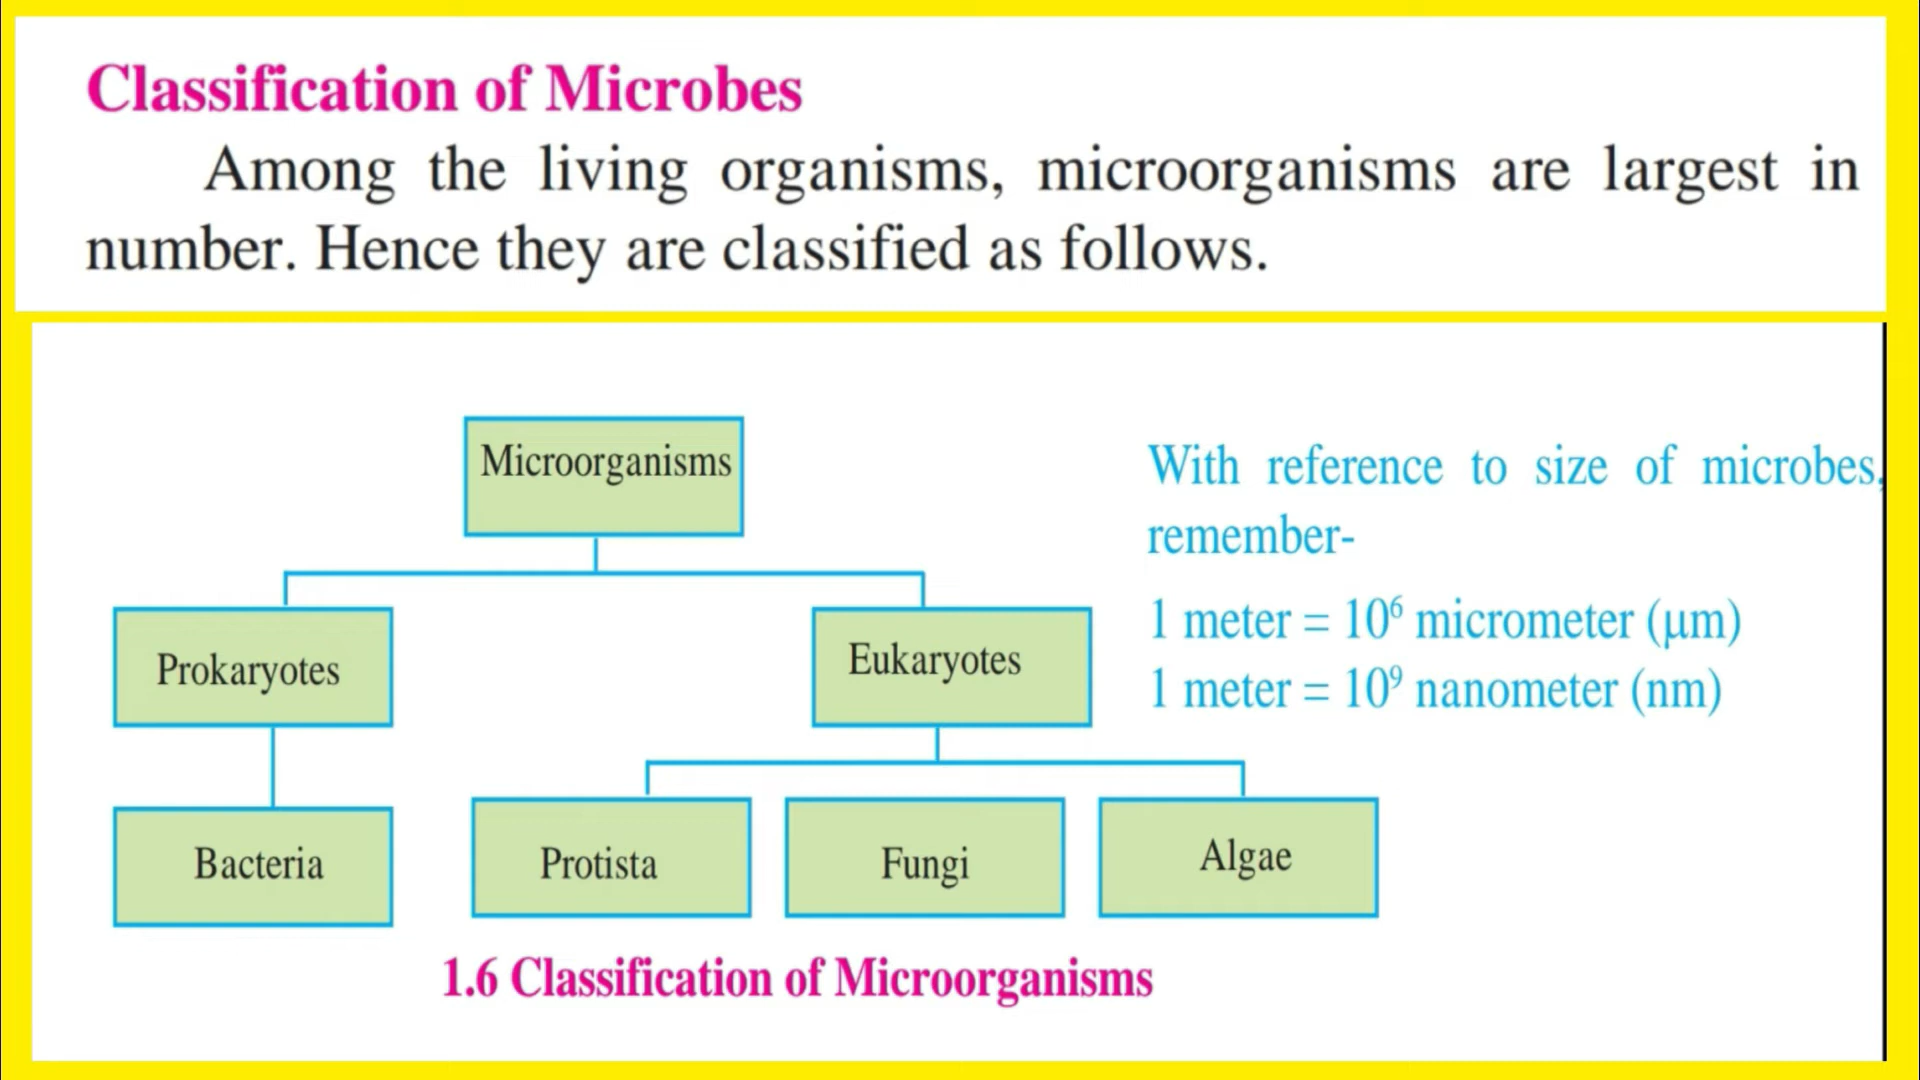 Classification of Microbes
Among the living organisms, microorganisms are largest in
number. Hence they are classified as follows.
Microorganisms
With reference to size of microbes,
remember-
1 meter = 10⁶ micrometer (μm)
1 meter = 10⁹ nanometer (nm)
Prokaryotes
Eukaryotes
Bacteria
Protista
Fungi
Algae
1.6 Classification of Microorganisms